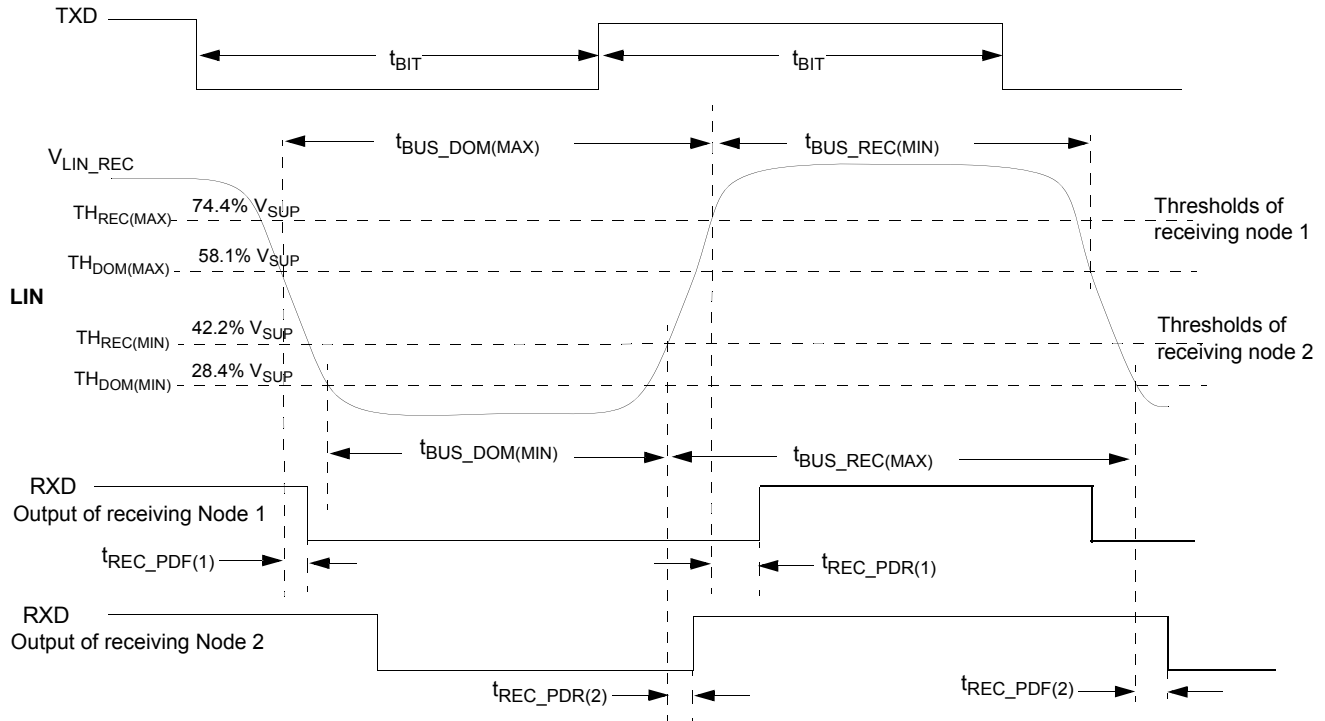 TXD
tBIT
tBIT
tBUS_DOM(MAX)
tBUS_REC(MIN)
VLIN_REC
THREC(MAX) 74.4% VSUP
Thresholds of
receiving node 1
THDOM(MAX) 58.1% VSUP
LIN
THREC(MIN) 42.2% VSUP
Thresholds of
receiving node 2
THDOM(MIN) 28.4% VSUP
tBUS_DOM(MIN)
tBUS_REC(MAX)
RXD
Output of receiving Node 1
tREC_PDF(1)
tREC_PDR(1)
RXD
Output of receiving Node 2
tREC_PDR(2)
tREC_PDF(2)